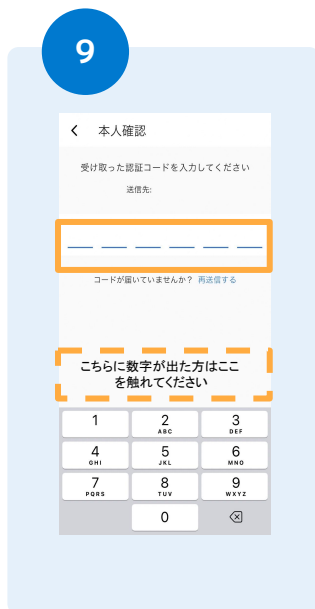 9
本人確認
受け取った認証コードを入力してください
送信先:
コードが届いていませんか？ 再送信する
こちらに数字が出た方はここ
を触れてください
1 2 3
ABC DEF
4 5 6
GHI JKL MNO
7 8 9
PQRS TUV WXYZ
0